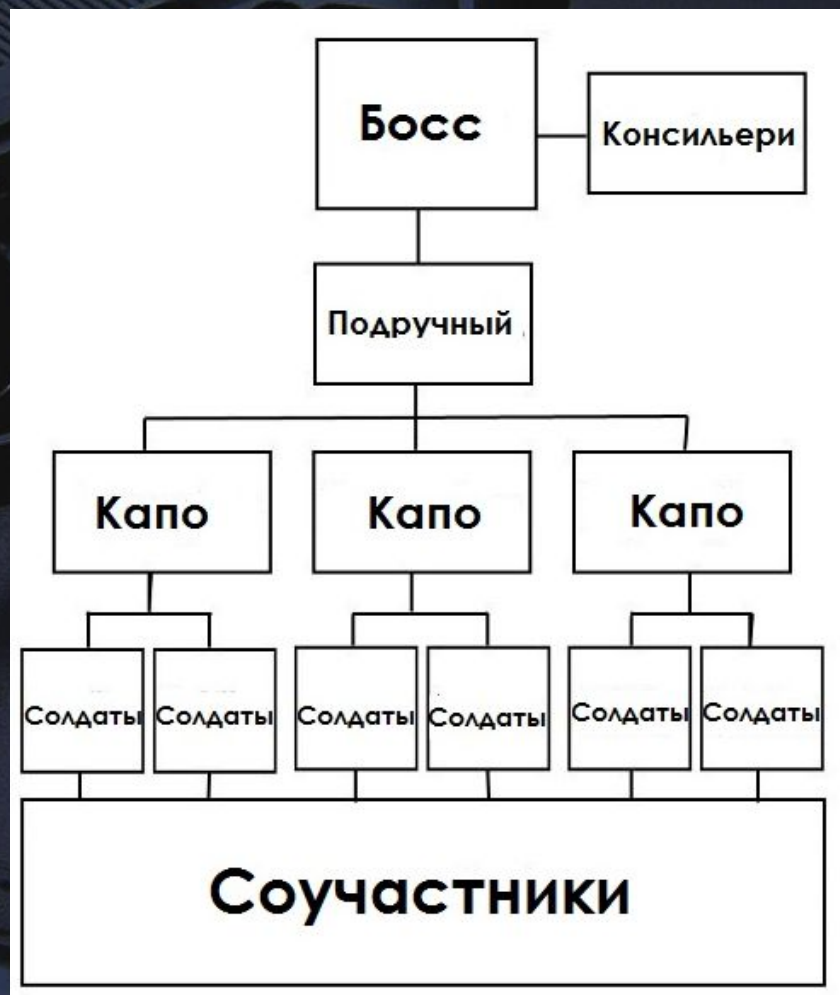 Босс
Консильери
Подручный
Капо
Капо
Капо
Солдаты
Солдаты
Солдаты
Солдаты
Солдаты
Солдаты
Соучастники